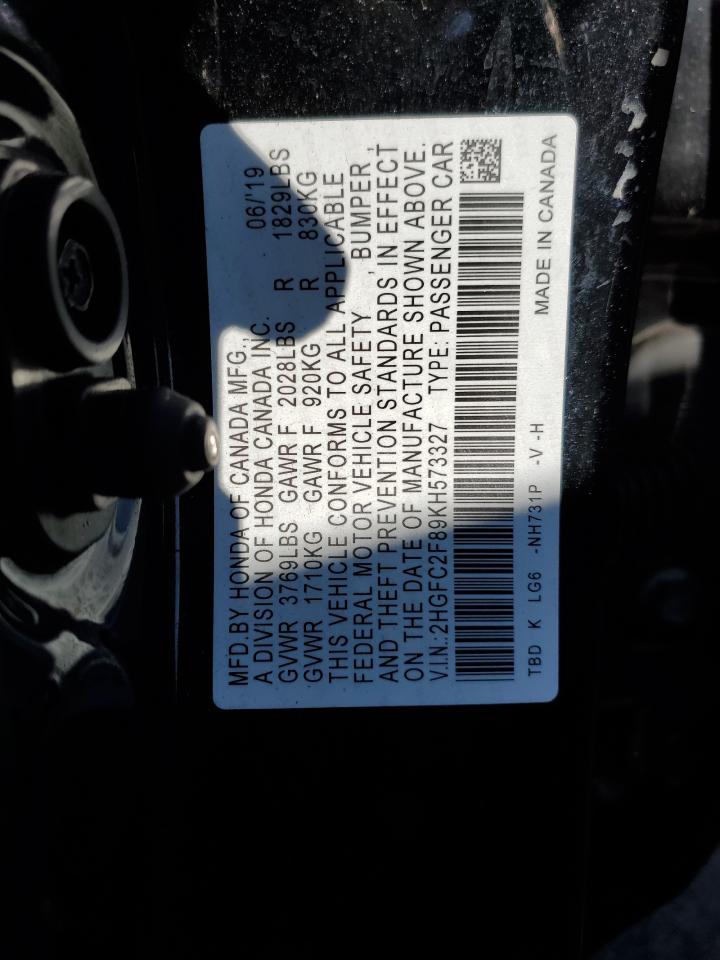 MFD.BY HONDA OF CANADA MFG.,
A DIVISION OF HONDA CANADA INC. 06/'19
GVWR 3769LBS GAWR F 2028LBS R 1829LBS
GVWR 1710KG GAWR F 920KG R 830KG
THIS VEHICLE CONFORMS TO ALL APPLICABLE
FEDERAL MOTOR VEHICLE SAFETY , BUMPER ,
AND THEFT PREVENTION STANDARDS IN EFFECT
ON THE DATE OF MANUFACTURE SHOWN ABOVE.
V.I.N.:2HGFC2F89KH573327 TYPE: PASSENGER CAR
TBD K LG6 -NH731P -V -H MADE IN CANADA